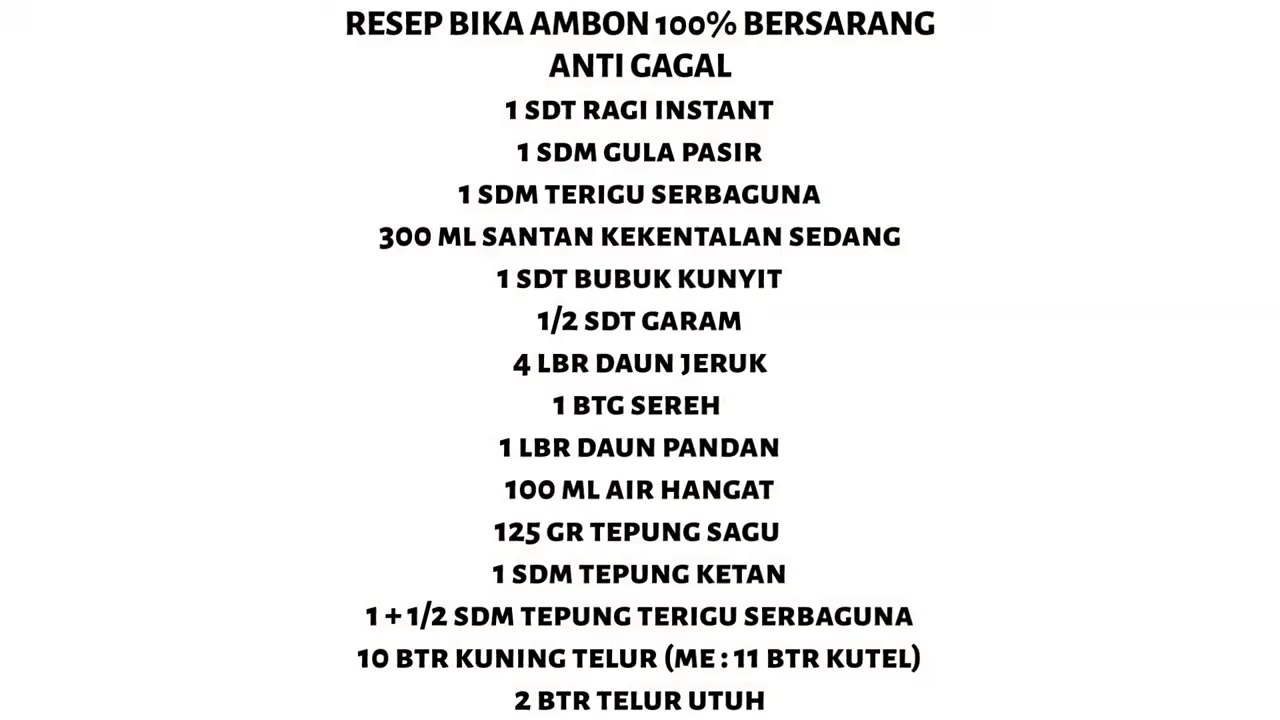 RESEP BIKA AMBON 100% BERSARANG
ANTI GAGAL
1 SDT RAGI INSTANT
1 SDM GULA PASIR
1 SDM TERIGU SERBAGUNA
300 ML SANTAN KEKENTALAN SEDANG
1 SDT BUBUK KUNYIT
1/2 SDT GARAM
4 LBR DAUN JERUK
1 BTG SEREH
1 LBR DAUN PANDAN
100 ML AIR HANGAT
125 GR TEPUNG SAGU
1 SDM TEPUNG KETAN
1 + 1/2 SDM TEPUNG TERIGU SERBAGUNA
10 BTR KUNING TELUR (ME : 11 BTR KUTEL)
2 BTR TELUR UTUH